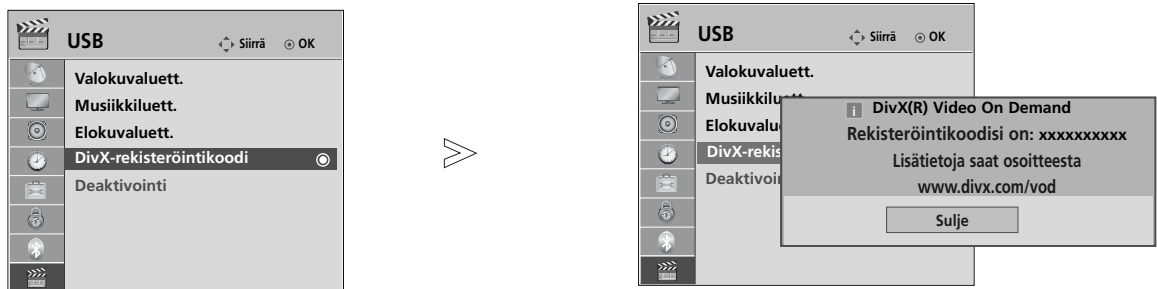 USB Siirrä OK
Valokuvaluett.
Musiikkiluett.
Elokuvaluett.
DivX-rekisteröintikoodi
Deaktivointi
USB Siirrä OK
Valokuvaluett.
Musiikkilu
Elokuvalu
DivX-rekis
Deaktivoi
i DivX(R) Video On Demand
Rekisteröintikoodisi on: xxxxxxxxxx
Lisätietoja saat osoitteesta
www.divx.com/vod
Sulje